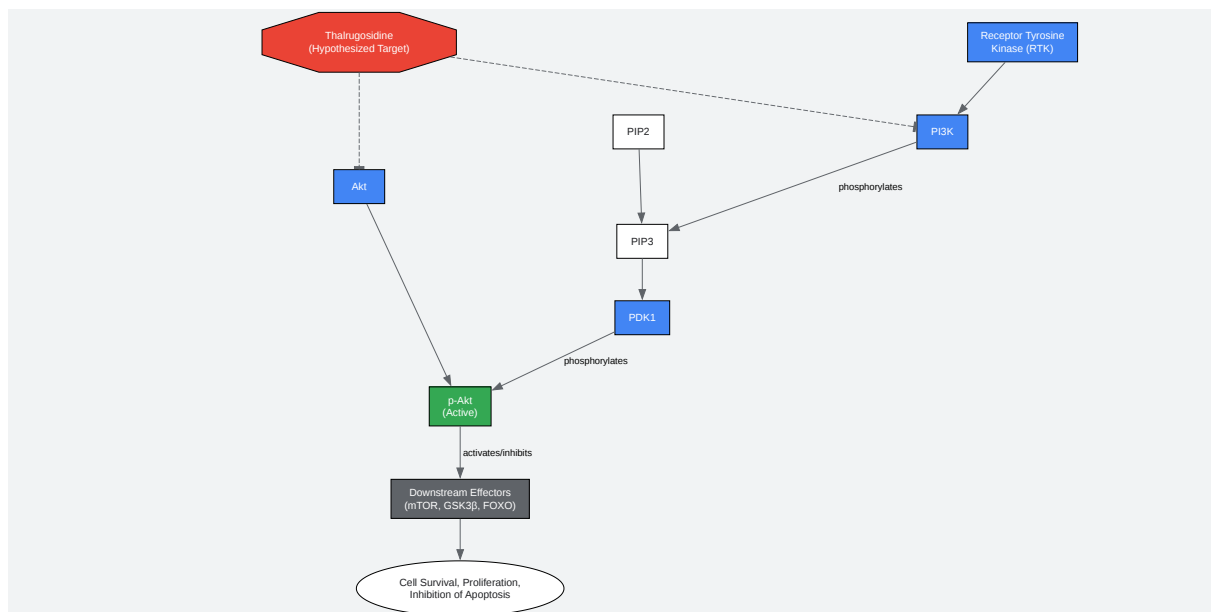 Thalrugosidine
(Hypothesized Target)
Receptor Tyrosine
Kinase (RTK)
PIP2
PI3K
Akt
phosphorylates
PIP3
PDK1
phosphorylates
p-Akt
(Active)
activates/inhibits
Downstream Effectors
(mTOR, GSK3β, FOXO)
Cell Survival, Proliferation,
Inhibition of Apoptosis